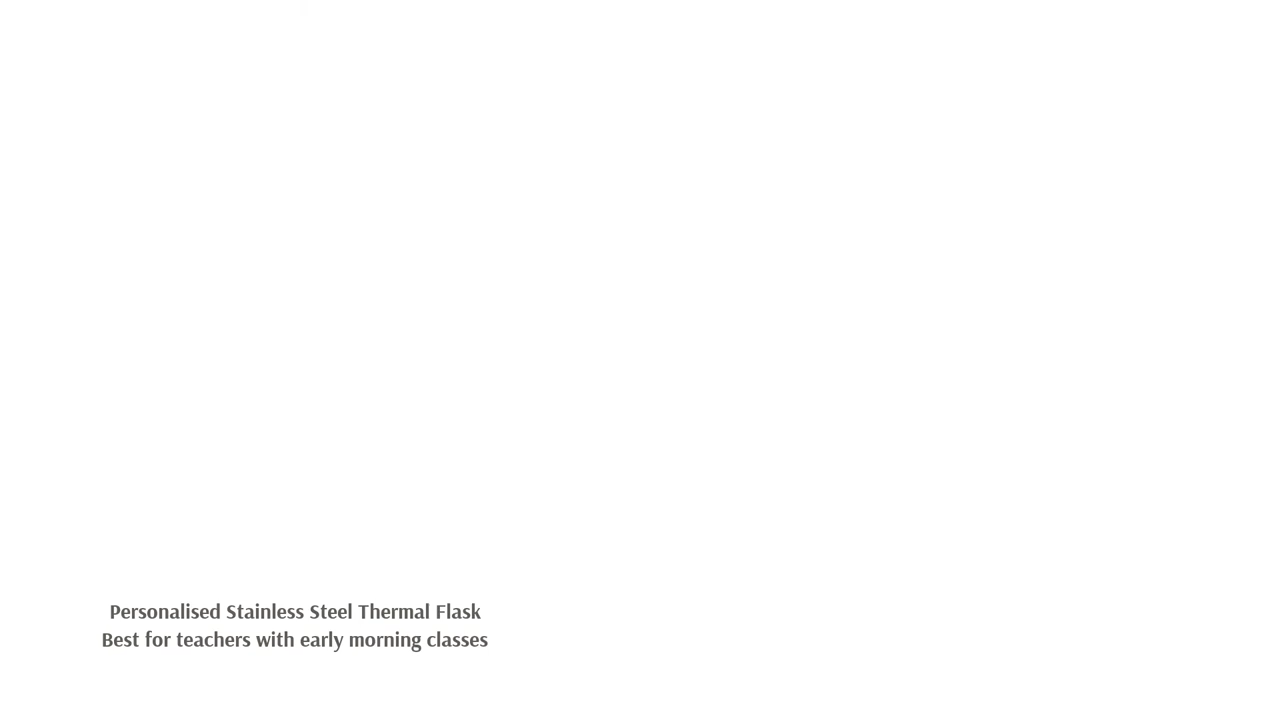 Personalised Stainless Steel Thermal Flask
Best for teachers with early morning classes